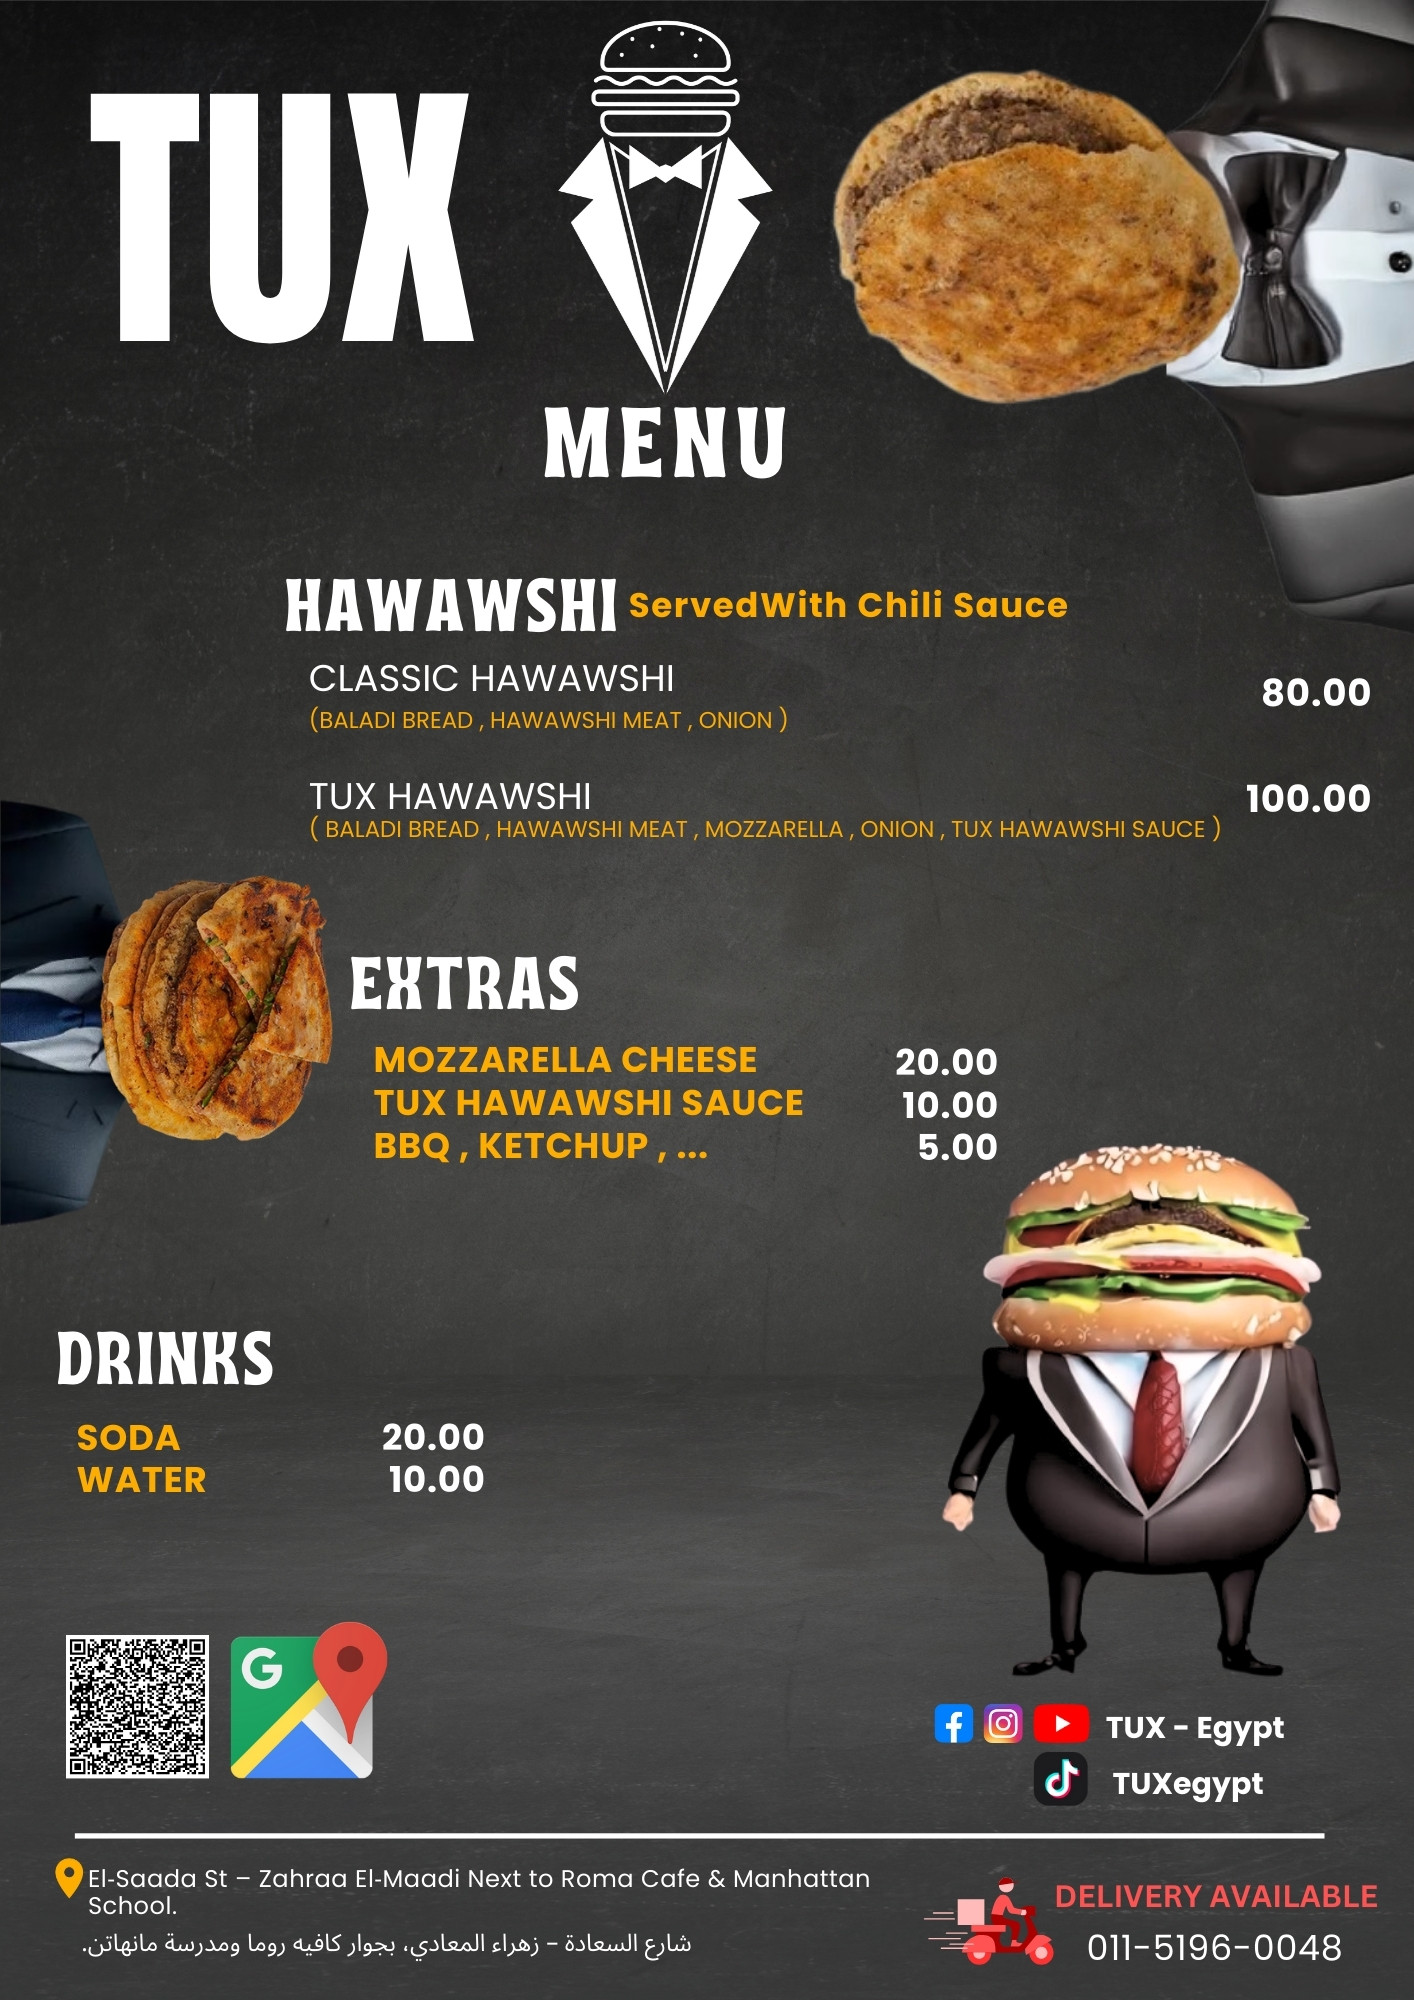 TUX
MENU
HAWAWSHI ServedWith Chili Sauce
CLASSIC HAWAWSHI 80.00
(BALADI BREAD , HAWAWSHI MEAT , ONION )
TUX HAWAWSHI 100.00
( BALADI BREAD , HAWAWSHI MEAT , MOZZARELLA , ONION , TUX HAWAWSHI SAUCE )
EXTRAS
MOZZARELLA CHEESE 20.00
TUX HAWAWSHI SAUCE 10.00
BBQ , KETCHUP , ... 5.00
DRINKS
SODA 20.00
WATER 10.00
G
TUX - Egypt
TUXegypt
El-Saada St – Zahraa El-Maadi Next to Roma Cafe & Manhattan
School.
شارع السعادة - زهراء المعادي، بجوار كافيه روما ومدرسة مانهاتن.
DELIVERY AVAILABLE
011-5196-0048